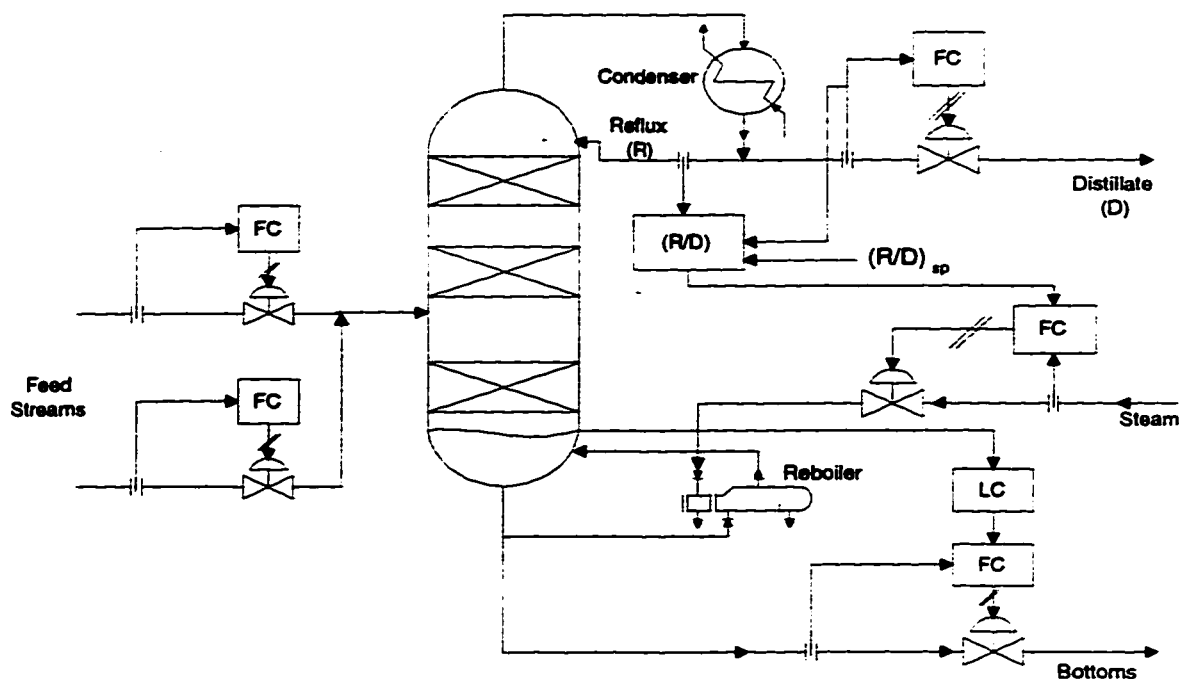 Condenser
FC
Reflux
(R)
Distillate
(D)
FC
(R/D)
(R/D) sp
FC
Feed
Streams
FC
Steam
Reboiler
LC
FC
Bottoms